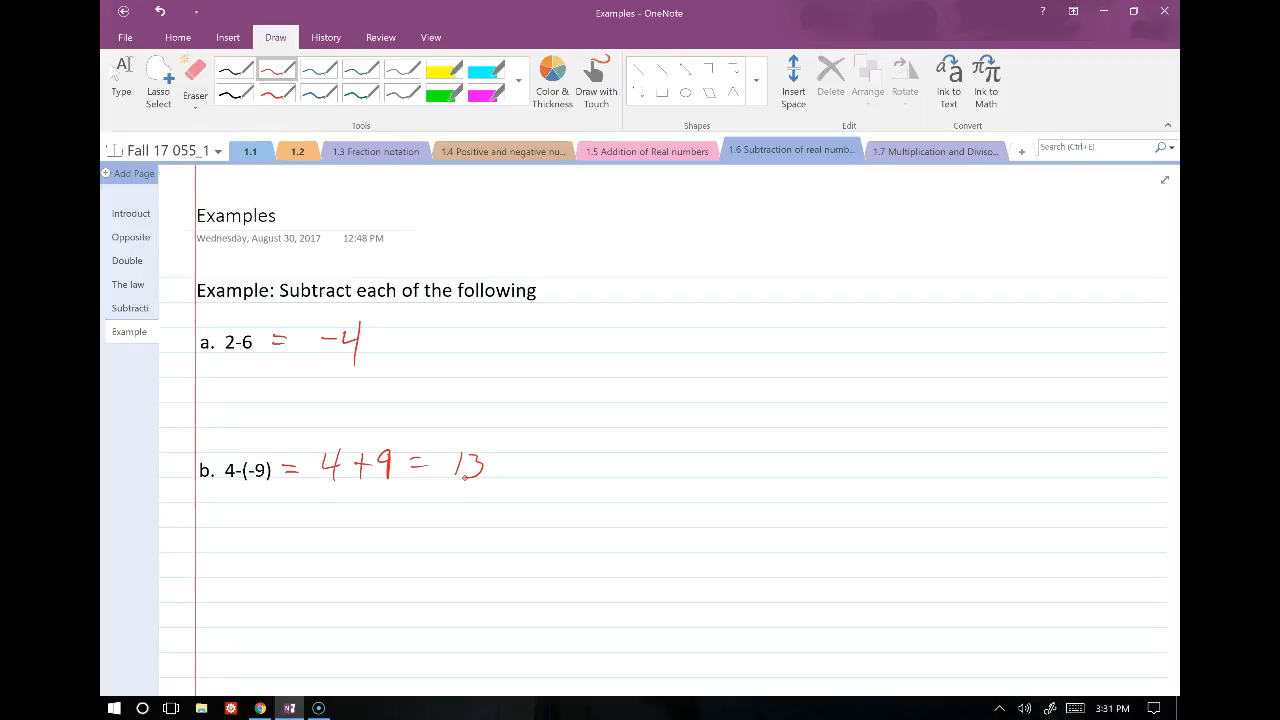 Examples - OneNote
?
File Home Insert Draw History Review View
Type Lasso Select Eraser Color & Thickness Draw with Touch Insert Space Delete Arrange Rotate Ink to Text Ink to Math
Tools Shapes Edit Convert
Fall 17 055_1 1.1 1.2 1.3 Fraction notation 1.4 Positive and negative nu... 1.5 Addition of Real numbers 1.6 Subtraction of real numb... 1.7 Multiplication and Diviso... + Search (Ctrl+E)
Add Page
Introduct
Opposite
Double
The law
Subtracti
Example
Examples
Wednesday, August 30, 2017 12:48 PM
Example: Subtract each of the following
a. 2-6 = -4
b. 4-(-9) = 4+9 = 13
3:31 PM